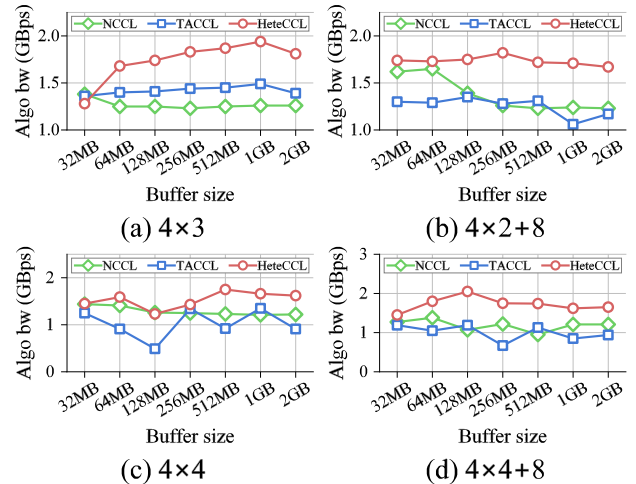 NCCL TACCL HeteCCL
Algo bw (GBps)
2.0
1.5
1.0
32MB 64MB 128MB 256MB 512MB 1GB 2GB
Buffer size
(a) 4×3
NCCL TACCL HeteCCL
Algo bw (GBps)
2.0
1.5
1.0
32MB 64MB 128MB 256MB 512MB 1GB 2GB
Buffer size
(b) 4×2+8
NCCL TACCL HeteCCL
Algo bw (GBps)
2
1
0
32MB 64MB 128MB 256MB 512MB 1GB 2GB
Buffer size
(c) 4×4
NCCL TACCL HeteCCL
Algo bw (GBps)
3
2
1
0
32MB 64MB 128MB 256MB 512MB 1GB 2GB
Buffer size
(d) 4×4+8